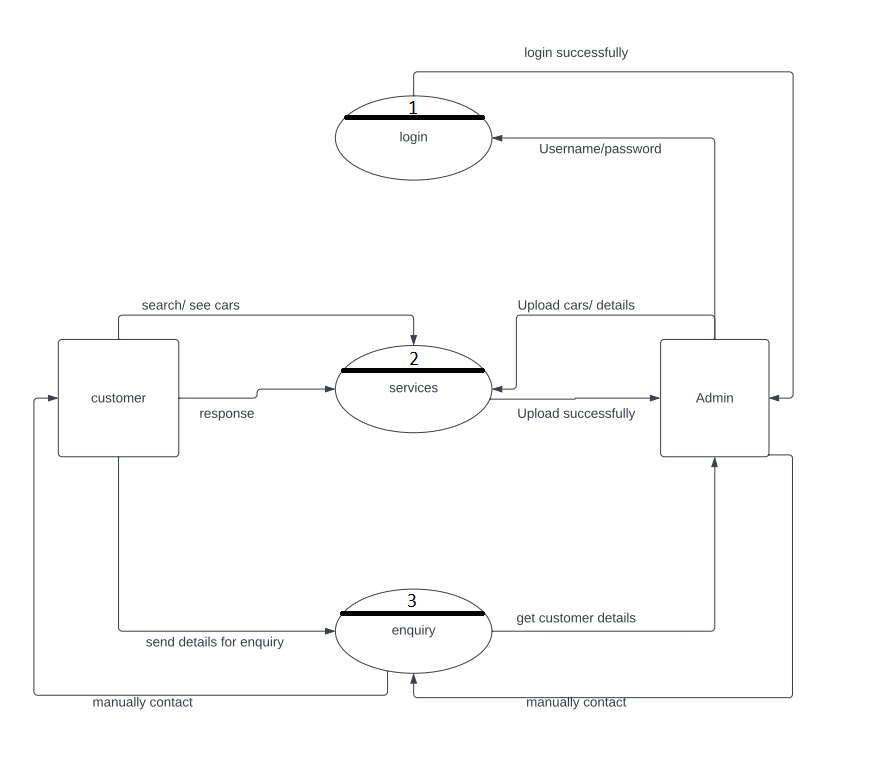 login successfully
1
login
Username/password
search/ see cars
Upload cars/ details
2
services
customer
Admin
response
Upload successfully
3
enquiry
get customer details
send details for enquiry
manually contact
manually contact